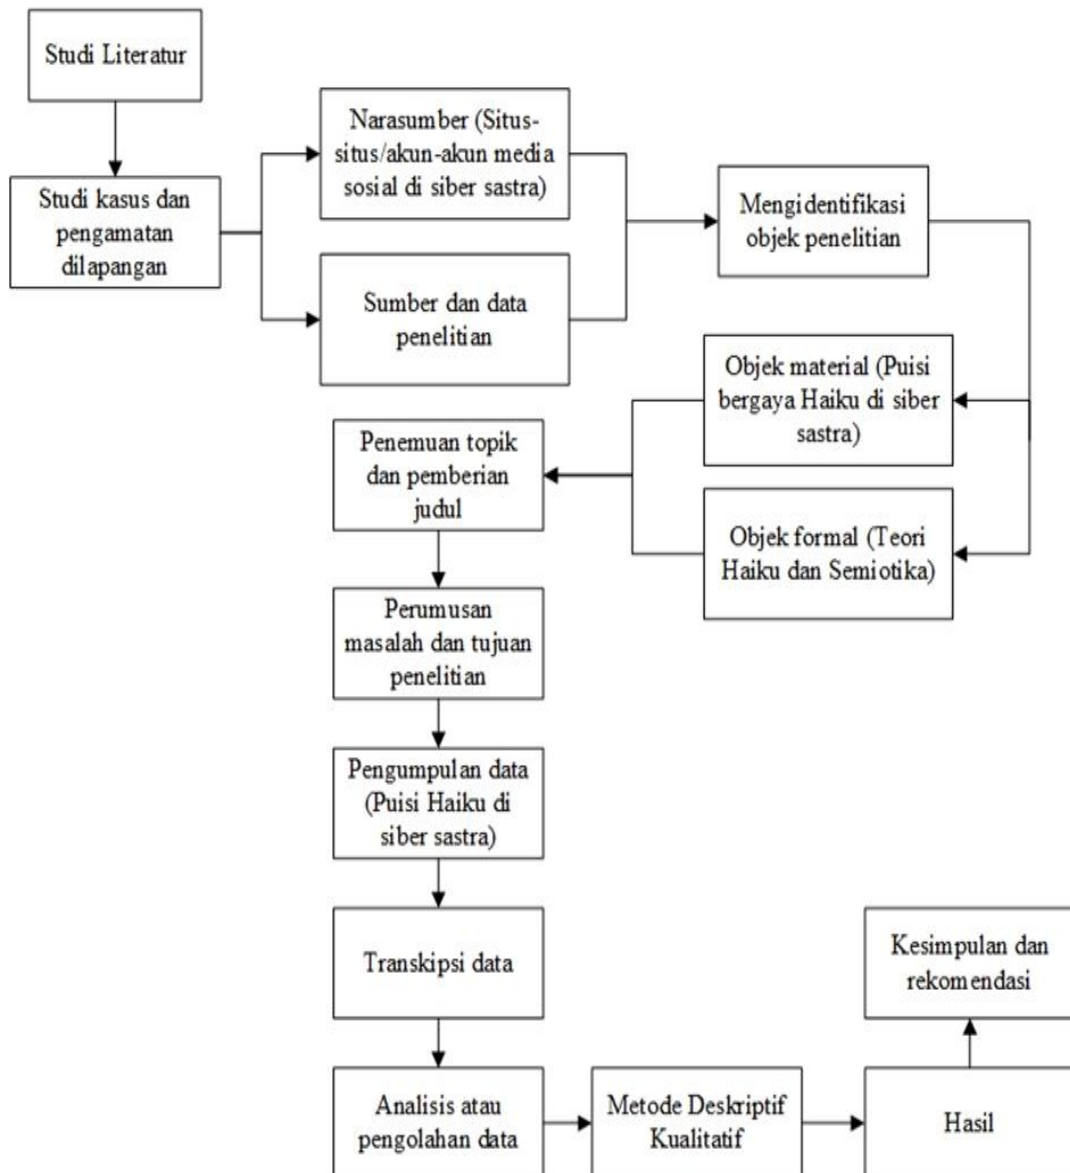 Studi Literatur
Studi kasus dan
pengamatan
dilapangan
Narasumber (Situs-
situs/akun-akun media
sosial di siber sastra)
Sumber dan data
penelitian
Mengidentifikasi
objek penelitian
Objek material (Puisi
bergaya Haiku di siber
sastra)
Objek formal (Teori
Haiku dan Semiotika)
Penemuan topik
dan pemberian
judul
Perumusan
masalah dan tujuan
penelitian
Pengumpulan data
(Puisi Haiku di
siber sastra)
Transkipsi data
Analisis atau
pengolahan data
Metode Deskriptif
Kualitatif
Hasil
Kesimpulan dan
rekomendasi